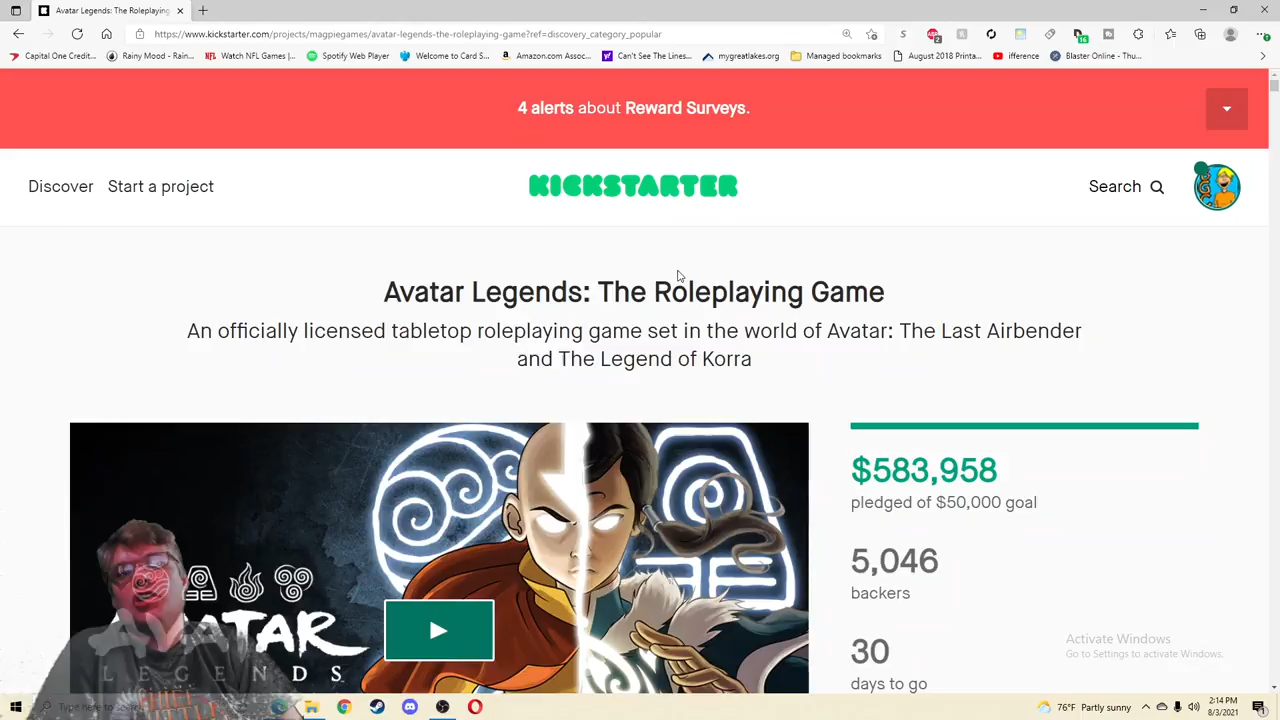 Avatar Legends: The Roleplaying
https://www.kickstarter.com/projects/magpiegames/avatar-legends-the-roleplaying-game?ref=discovery_category_popular
Capital One Credit... Rainy Mood - Rain... Watch NFL Games |... Spotify Web Player Welcome to Card S... Amazon.com Assoc... Can't See The Lines... mygreatlakes.org Managed bookmarks August 2018 Printa... ifference Blaster Online - Thu...
4 alerts about Reward Surveys.
Discover Start a project KICKSTARTER Search
Avatar Legends: The Roleplaying Game
An officially licensed tabletop roleplaying game set in the world of Avatar: The Last Airbender
and The Legend of Korra
$583,958
pledged of $50,000 goal
5,046
backers
AVATAR
LEGENDS
30
days to go
Activate Windows
Go to Settings to activate Windows.
Type here to search
76°F Partly sunny
2:14 PM
8/3/2021